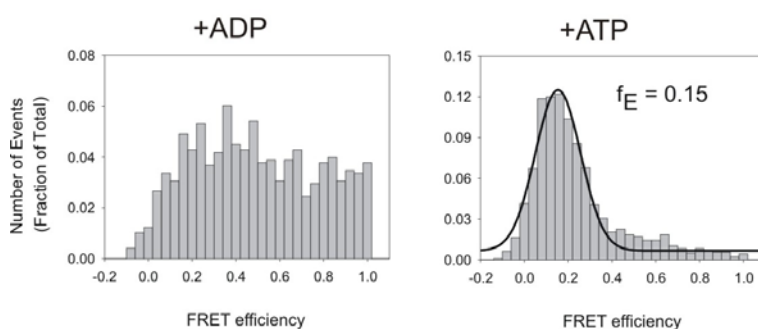 +ADP
+ATP
Number of Events
(Fraction of Total)
0.08
0.06
0.04
0.02
0.00
-0.2 0.0 0.2 0.4 0.6 0.8 1.0
FRET efficiency
0.15
0.12
0.09
0.06
0.03
0.00
fE = 0.15
-0.2 0.0 0.2 0.4 0.6 0.8 1.0
FRET efficiency